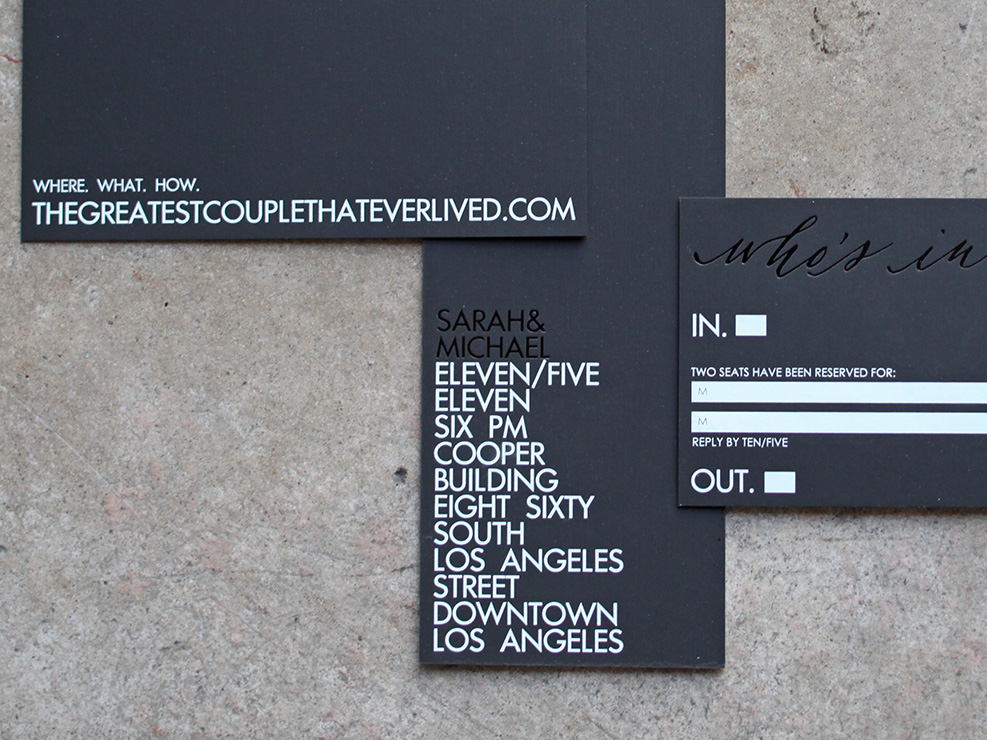 WHERE. WHAT. HOW.
THEGREATESTCOUPLETHATEVERLIVED.COM
SARAH&
MICHAEL
ELEVEN/FIVE
ELEVEN
SIX PM
COOPER
BUILDING
EIGHT SIXTY
SOUTH
LOS ANGELES
STREET
DOWNTOWN
LOS ANGELES
who's in
IN.
TWO SEATS HAVE BEEN RESERVED FOR:
M
M
REPLY BY TEN/FIVE
OUT.